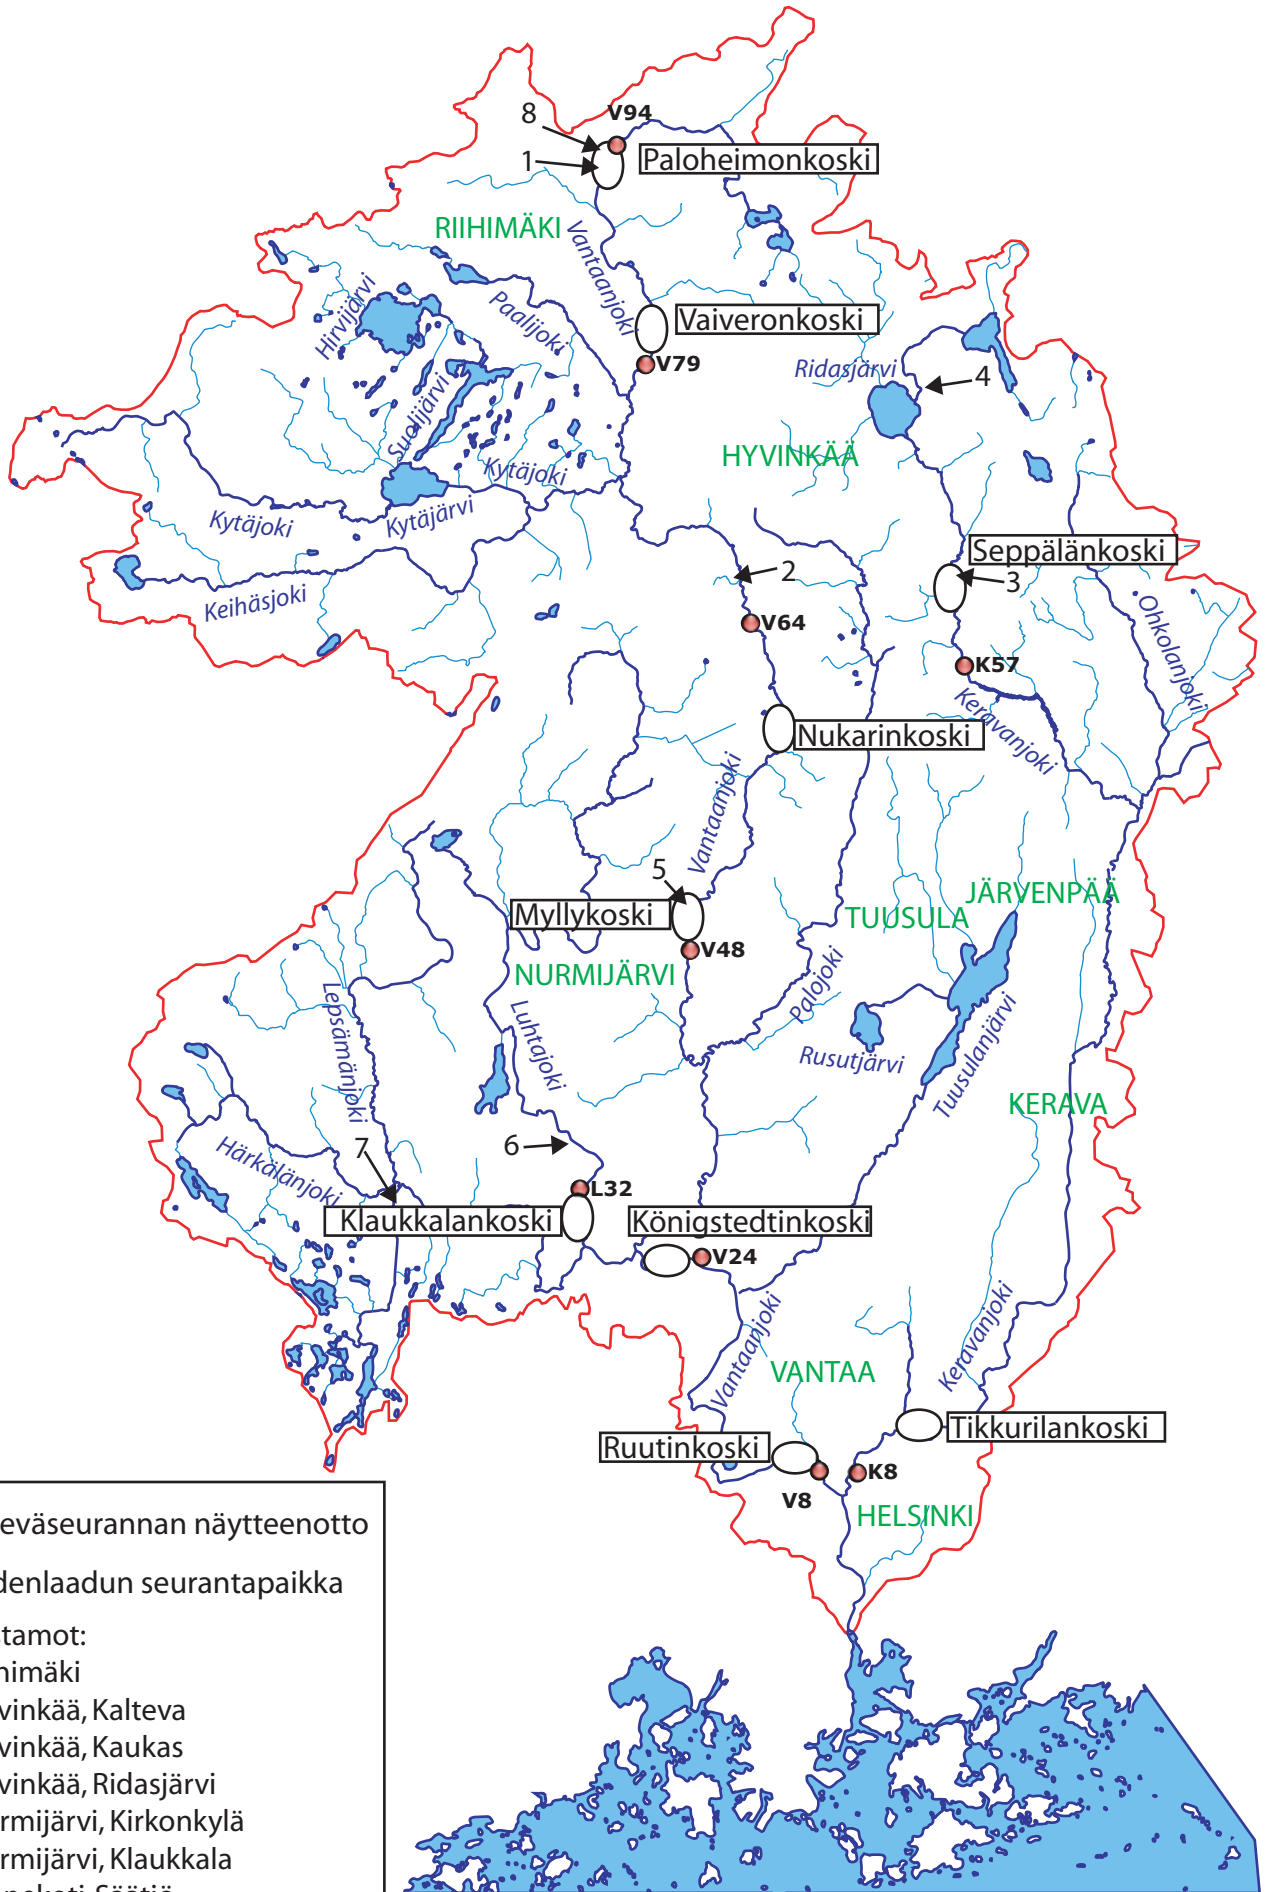 8
V94
1
Paloheimonkoski
RIIHIMÄKI
Vantaanjoki
Hirvijärvi
Paalijoki
Vaiveronkoski
V79
Ridasjärvi
4
Suolijärvi
HYVINKÄÄ
Kytäjoki
Kytäjoki
Kytäjärvi
Seppälänkoski
2
3
Keihäsjoki
Ohkolanjoki
V64
K57
Keravanjoki
Nukarinkoski
Vantaanjoki
5
JÄRVENPÄÄ
Myllykoski
TUUSULA
V48
NURMIJÄRVI
Palojoki
Lepsämänjoki
Luhtajoki
Rusutjärvi
Tuusulanjärvi
KERAVA
7
6
Härkälänjoki
L32
Klaukkalankoski
Königstedtinkoski
V24
Vantaanjoki
Keravanjoki
VANTAA
Tikkurilankoski
Ruutinkoski
K8
V8
HELSINKI
eväseurannan näytteenotto
denlaadun seurantapaikka
stamot:
himäki
vinkää, Kalteva
vinkää, Kaukas
vinkää, Ridasjärvi
rmijärvi, Kirkonkylä
rmijärvi, Klaukkala